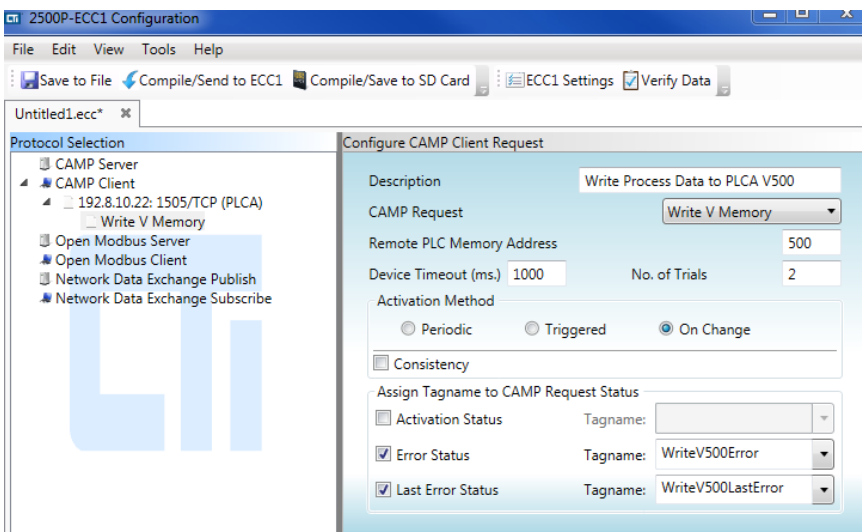 CTi 2500P-ECC1 Configuration
File Edit View Tools Help
Save to File Compile/Send to ECC1 Compile/Save to SD Card ECC1 Settings Verify Data
Untitled1.ecc*
Protocol Selection
CAMP Server
CAMP Client
192.8.10.22: 1505/TCP (PLCA)
Write V Memory
Open Modbus Server
Open Modbus Client
Network Data Exchange Publish
Network Data Exchange Subscribe
CTi
Configure CAMP Client Request
Description Write Process Data to PLCA V500
CAMP Request Write V Memory
Remote PLC Memory Address 500
Device Timeout (ms.) 1000 No. of Trials 2
Activation Method
Periodic Triggered On Change
Consistency
Assign Tagname to CAMP Request Status
Activation Status Tagname:
Error Status Tagname: WriteV500Error
Last Error Status Tagname: WriteV500LastError